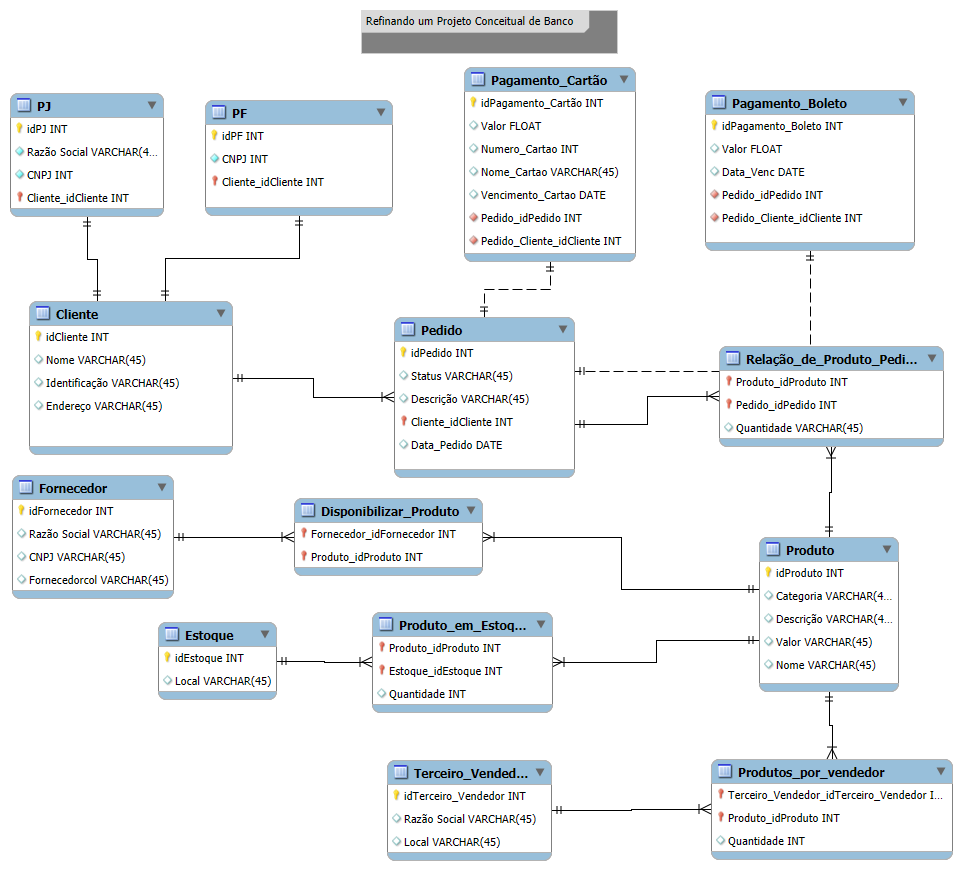 Refinando um Projeto Conceitual de Banco
PJ
idPJ INT
Razão Social VARCHAR(4...
CNPJ INT
Cliente_idCliente INT
PF
idPF INT
CNPJ INT
Cliente_idCliente INT
Pagamento_Cartão
idPagamento_Cartão INT
Valor FLOAT
Numero_Cartao INT
Nome_Cartao VARCHAR(45)
Vencimento_Cartao DATE
Pedido_idPedido INT
Pedido_Cliente_idCliente INT
Pagamento_Boleto
idPagamento_Boleto INT
Valor FLOAT
Data_Venc DATE
Pedido_idPedido INT
Pedido_Cliente_idCliente INT
Cliente
idCliente INT
Nome VARCHAR(45)
Identificação VARCHAR(45)
Endereço VARCHAR(45)
Pedido
idPedido INT
Status VARCHAR(45)
Descrição VARCHAR(45)
Cliente_idCliente INT
Data_Pedido DATE
Relação_de_Produto_Pedi...
Produto_idProduto INT
Pedido_idPedido INT
Quantidade VARCHAR(45)
Fornecedor
idFornecedor INT
Razão Social VARCHAR(45)
CNPJ VARCHAR(45)
Fornecedorcol VARCHAR(45)
Disponibilizar_Produto
Fornecedor_idFornecedor INT
Produto_idProduto INT
Produto
idProduto INT
Categoria VARCHAR(4...
Descrição VARCHAR(4...
Valor VARCHAR(45)
Nome VARCHAR(45)
Estoque
idEstoque INT
Local VARCHAR(45)
Produto_em_Estoq...
Produto_idProduto INT
Estoque_idEstoque INT
Quantidade INT
Terceiro_Vended...
idTerceiro_Vendedor INT
Razão Social VARCHAR(45)
Local VARCHAR(45)
Produtos_por_vendedor
Terceiro_Vendedor_idTerceiro_Vendedor I...
Produto_idProduto INT
Quantidade INT